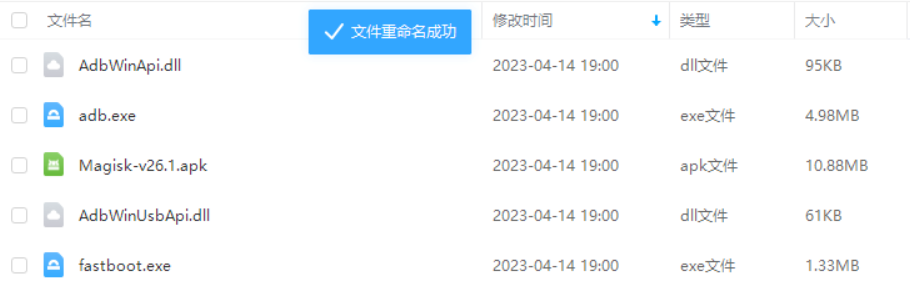 文件名 文件重命名成功 修改时间 类型 大小
AdbWinApi.dll 2023-04-14 19:00 dll文件 95KB
adb.exe 2023-04-14 19:00 exe文件 4.98MB
Magisk-v26.1.apk 2023-04-14 19:00 apk文件 10.88MB
AdbWinUsbApi.dll 2023-04-14 19:00 dll文件 61KB
fastboot.exe 2023-04-14 19:00 exe文件 1.33MB